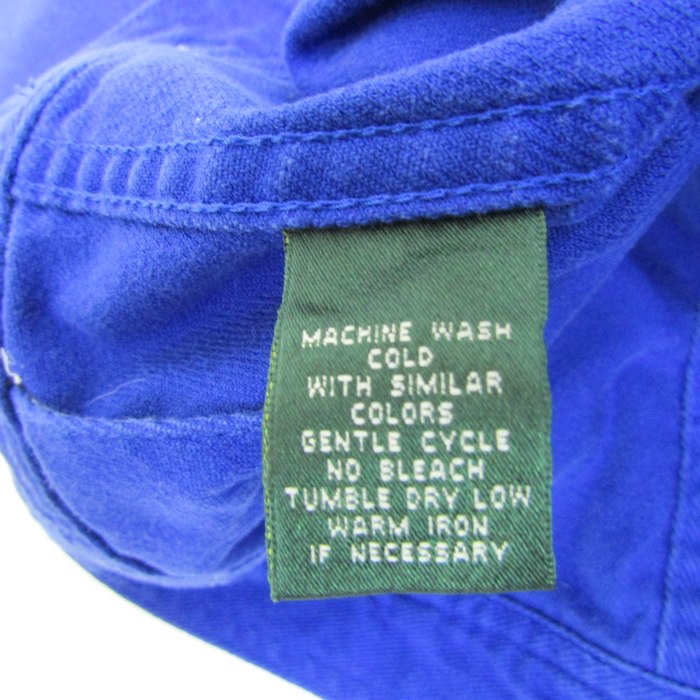 MACHINE WASH
COLD
WITH SIMILAR
COLORS
GENTLE CYCLE
NO BLEACH
TUMBLE DRY LOW
WARM IRON
IF NECESSARY